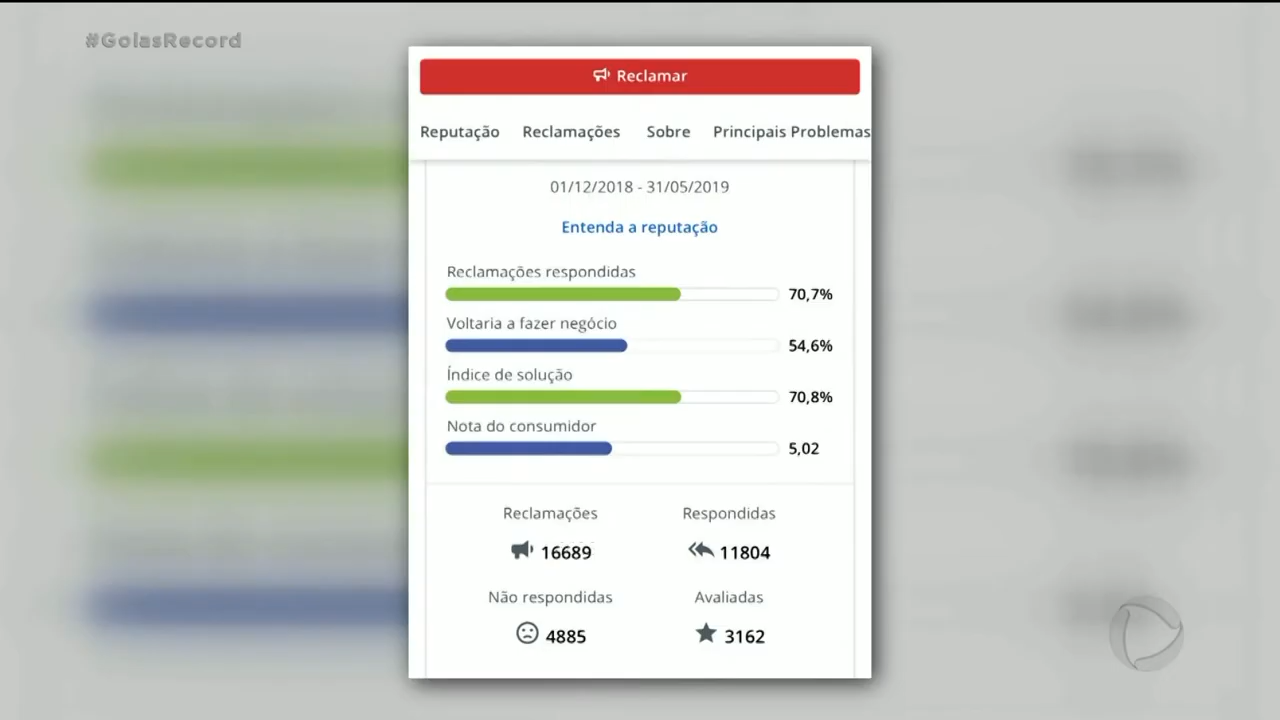 #GolasRecord
Reclamar
Reputação Reclamações Sobre Principais Problemas
01/12/2018 - 31/05/2019
Entenda a reputação
Reclamações respondidas
70,7%
Voltaria a fazer negócio
54,6%
Índice de solução
70,8%
Nota do consumidor
5,02
Reclamações Respondidas
16689 11804
Não respondidas Avaliadas
4885 3162